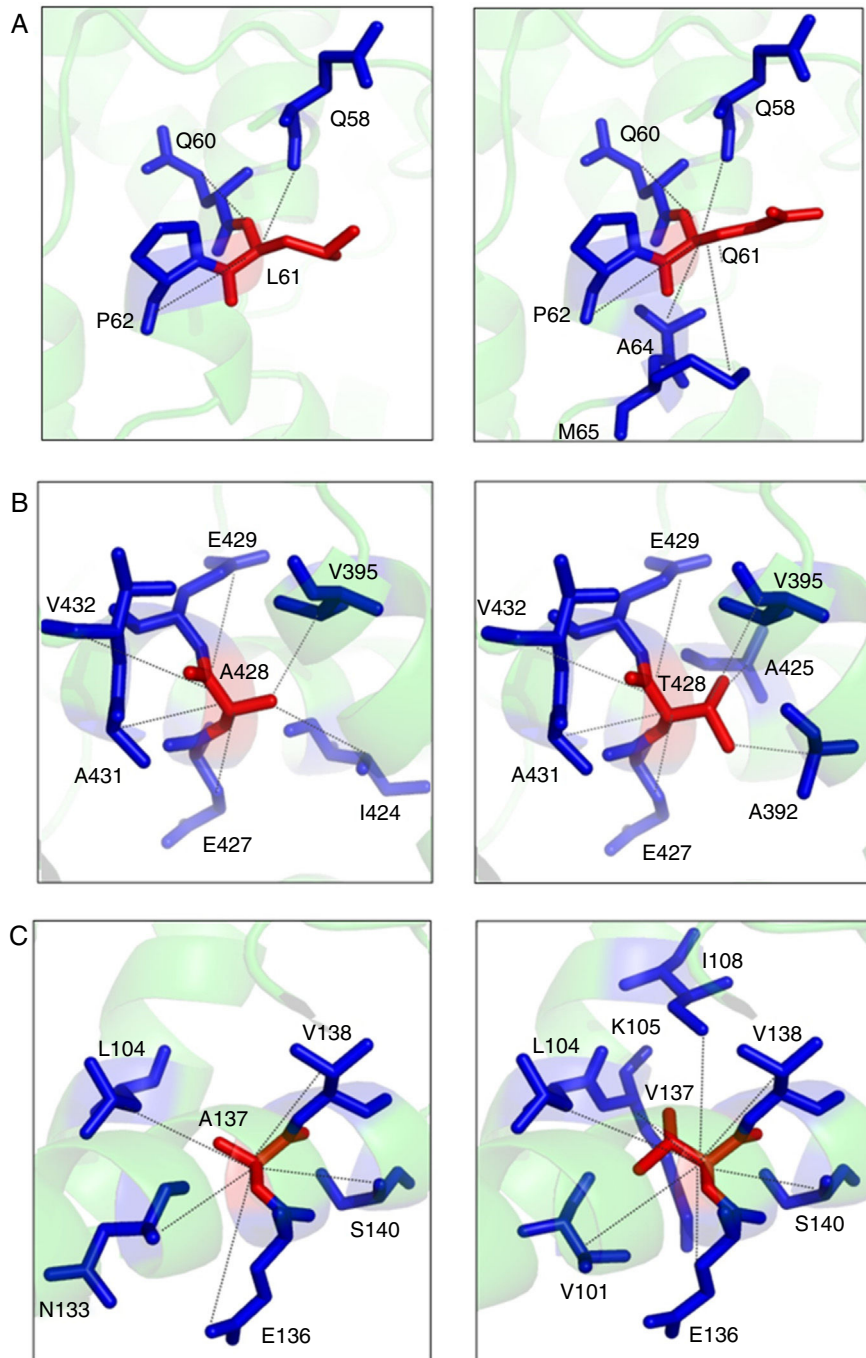 A
Q58
Q60
L61
P62
Q58
Q60
Q61
P62
A64
M65
B
E429
V395
V432
A428
A431
I424
E427
E429
V395
V432
A425
T428
A431
A392
E427
C
V138
L104
A137
S140
N133
E136
I108
K105
V138
L104
V137
S140
V101
E136